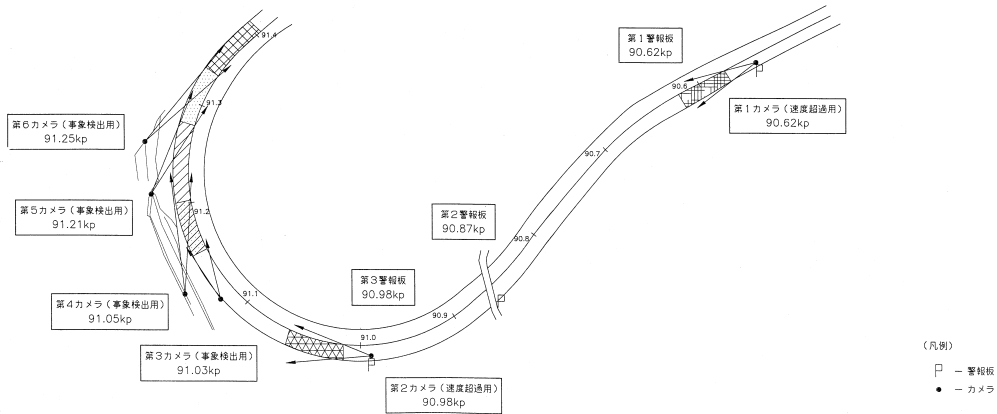 第1警報板
90.62kp
第1カメラ(速度超過用)
90.62kp
第2警報板
90.87kp
第3警報板
90.98kp
第2カメラ(速度超過用)
90.98kp
第3カメラ(事象検出用)
91.03kp
第4カメラ(事象検出用)
91.05kp
第5カメラ(事象検出用)
91.21kp
第6カメラ(事象検出用)
91.25kp
90.6
90.7
90.8
90.9
91.0
91.1
91.2
91.3
91.4
(凡例)
— 警報板
— カメラ